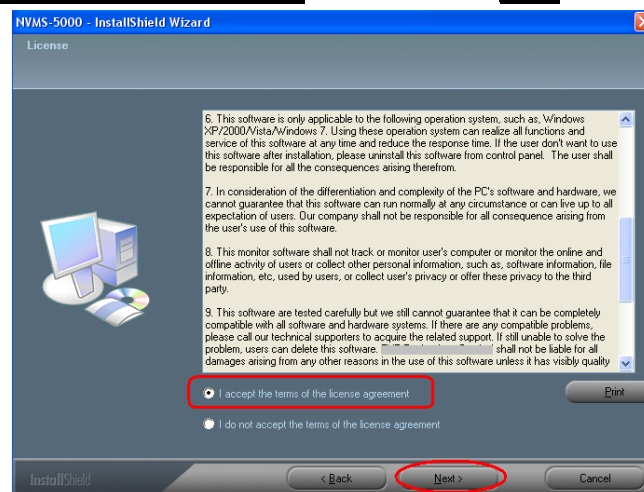 NVMS-5000 - InstallShield Wizard
License
6. This software is only applicable to the following operation system, such as, Windows
XP/2000/Vista/Windows 7. Using these operation system can realize all functions and
service of this software at any time and reduce the response time. If the user don't want to use
this software after installation, please uninstall this software from control panel. The user shall
be responsible for all the consequences arising therefrom.
7. In consideration of the differentiation and complexity of the PC's software and hardware, we
cannot guarantee that this software can run normally at any circumstance or can live up to all
expectation of users. Our company shall not be responsible for all consequence arising from
the user's use of this software.
8. This monitor software shall not track or monitor user's computer or monitor the online and
offline activity of users or collect other personal information, such as, software information, file
information, etc, used by users, or collect user's privacy or offer these privacy to the third
party.
9. This software are tested carefully but we still cannot guarantee that it can be completely
compatible with all software and hardware systems. If there are any compatible problems,
please call our technical supporters to acquire the related support. If still unable to solve the
problem, users can delete this software. shall not be liable for all
damages arising from any other reasons in the use of this software unless it has visibly quality
I accept the terms of the license agreement
Print
I do not accept the terms of the license agreement
InstallShield
< Back
Next >
Cancel